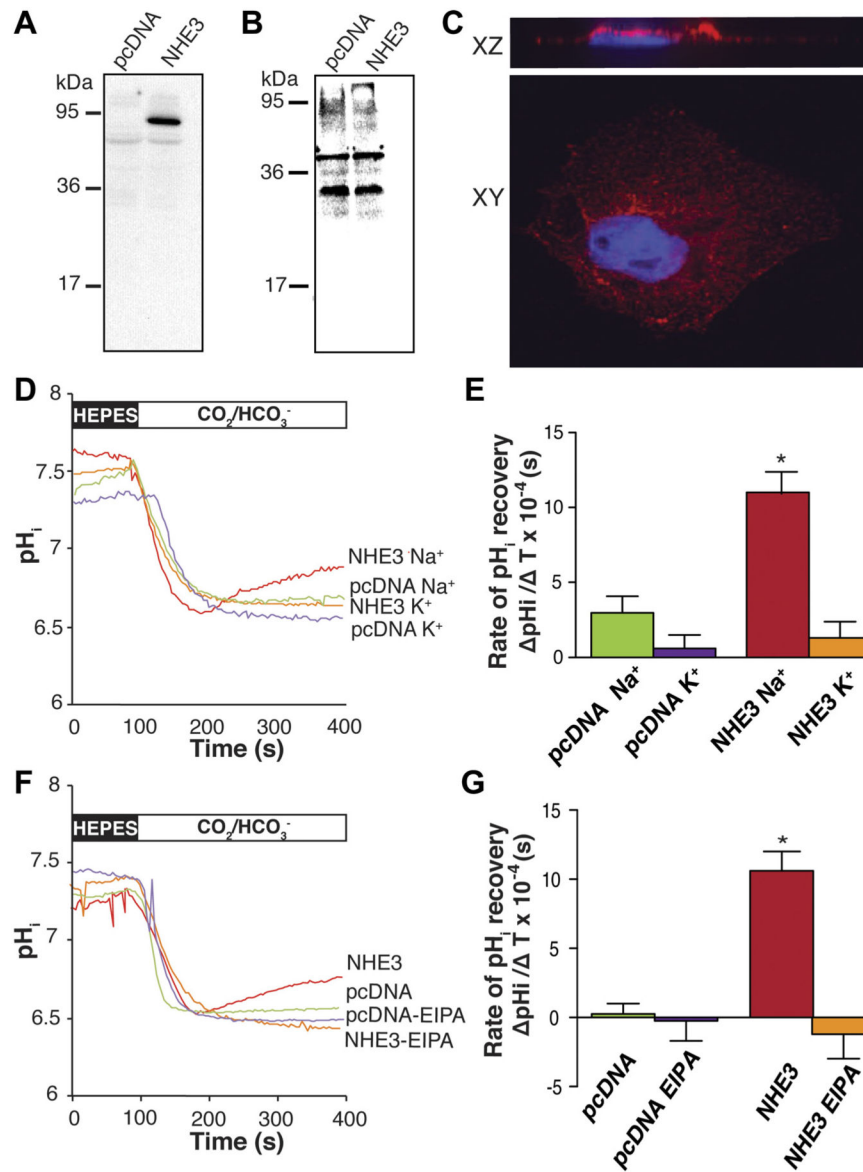 A
pcDNA
NHE3
kDa
95
36
17
B
pcDNA
NHE3
kDa
95
36
17
C
XZ
XY
D
8
7.5
7
6.5
6
pHi
HEPES
CO2/HCO3-
NHE3 Na+
pcDNA Na+
NHE3 K+
pcDNA K+
0 100 200 300 400
Time (s)
E
Rate of pHi recovery
ΔpHi /Δ T x 10-4 (s)
15
10
5
0
*
pcDNA Na+
pcDNA K+
NHE3 Na+
NHE3 K+
F
8
7.5
7
6.5
6
pHi
HEPES
CO2/HCO3-
NHE3
pcDNA
pcDNA-EIPA
NHE3-EIPA
0 100 200 300 400
Time (s)
G
Rate of pHi recovery
ΔpHi /Δ T x 10-4 (s)
15
10
5
0
-5
*
pcDNA
pcDNA EIPA
NHE3
NHE3 EIPA